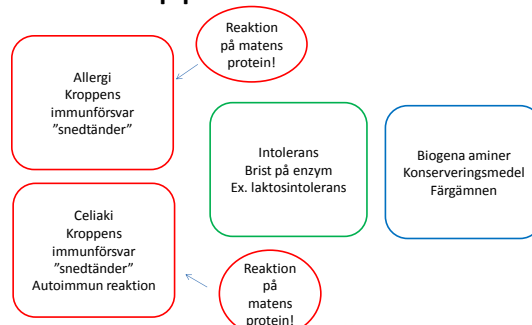 Reaktion
på matens
protein!
Allergi
Kroppens
immunförsvar
”snedtänder”
Intolerans
Brist på enzym
Ex. laktosintolerans
Biogena aminer
Konserveringsmedel
Färgämnen
Celiaki
Kroppens
immunförsvar
”snedtänder”
Autoimmun reaktion
Reaktion
på
matens
protein!